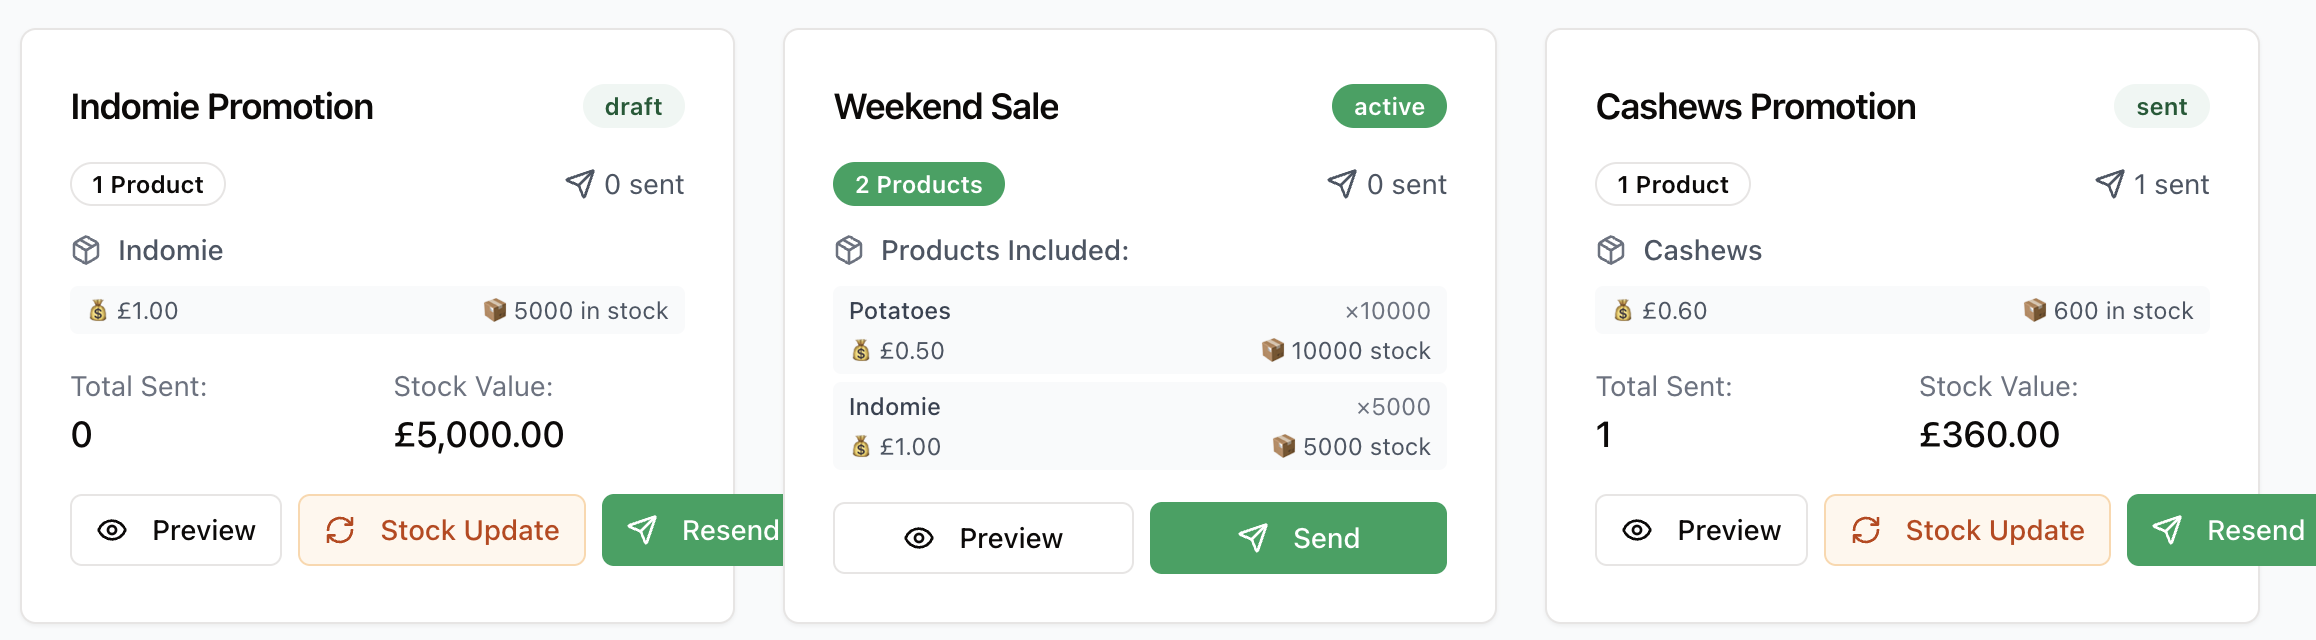 Indomie Promotion
draft
1 Product
0 sent
Indomie
£1.00
5000 in stock
Total Sent:
Stock Value:
0
£5,000.00
Preview
Stock Update
Resend
Weekend Sale
active
2 Products
0 sent
Products Included:
Potatoes
×10000
£0.50
10000 stock
Indomie
×5000
£1.00
5000 stock
Preview
Send
Cashews Promotion
sent
1 Product
1 sent
Cashews
£0.60
600 in stock
Total Sent:
Stock Value:
1
£360.00
Preview
Stock Update
Resend